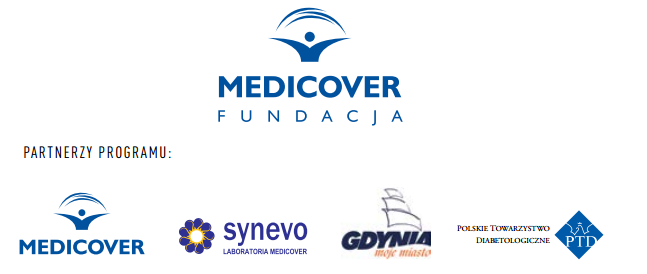 MEDICOVER
FUNDACJA
PARTNERZY PROGRAMU:
MEDICOVER
synevo
LABORATORIA MEDICOVER
GDYNIA
moje miasto
POLSKIE TOWARZYSTWO
DIABETOLOGICZNE
PTD